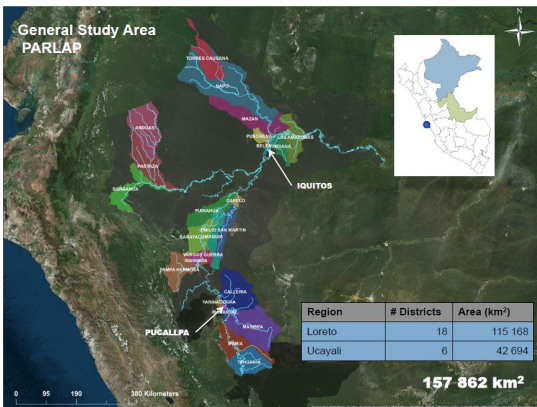 General Study Area
PARLAP
N
TORRES CAUSANA
NAPO
MAZAN
ANDOAS
PUNCHANA
LAS AMAZONAS
BELEN
INDIANA
PASTAZA
IQUITOS
BARRANCA
CAPELO
PUINAHUA
EMILIO SAN MARTIN
SARAYACU
MAQUIA
VARGAS GUERRA
INAHUAYA
PAMPA HERMOSA
CALLERIA
YARINACOCHA
MASISEA
PUCALLPA
IPARIA
TAHUANIA
Region # Districts Area (km²)
Loreto 18 115 168
Ucayali 6 42 694
157 862 km²
0 95 190 380 Kilometers